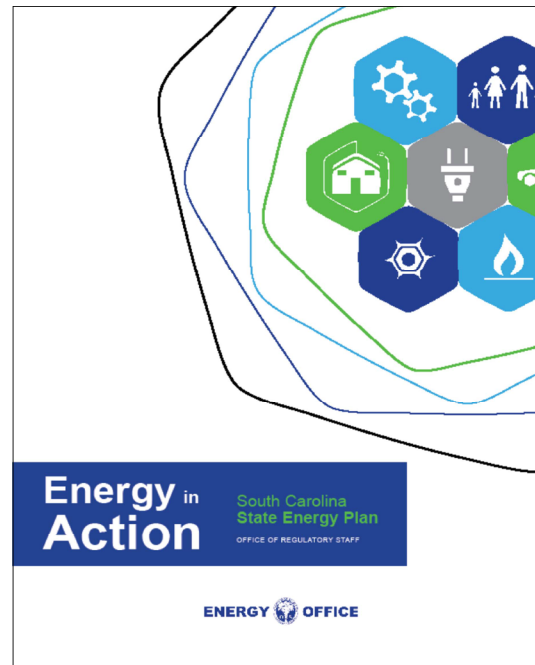 Energy in
Action
South Carolina
State Energy Plan
OFFICE OF REGULATORY STAFF
ENERGY OFFICE